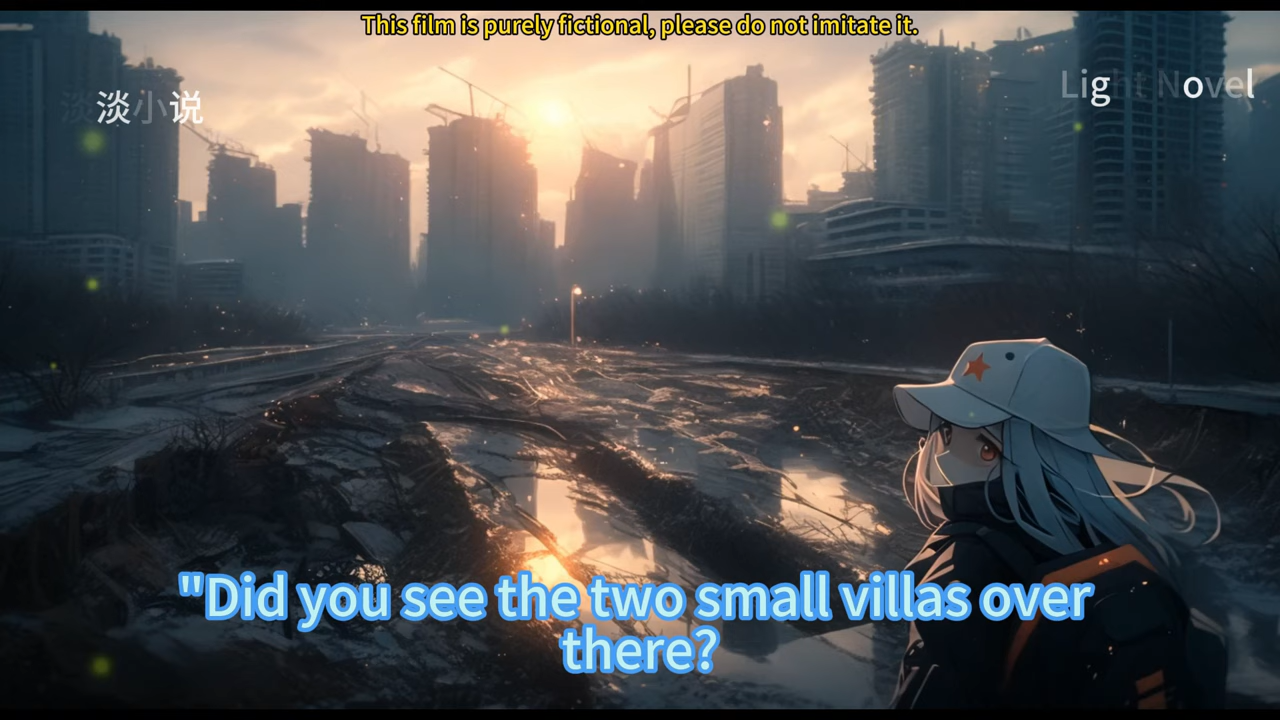 This film is purely fictional, please do not imitate it.
淡淡小说
Light Novel
"Did you see the two small villas over
there?